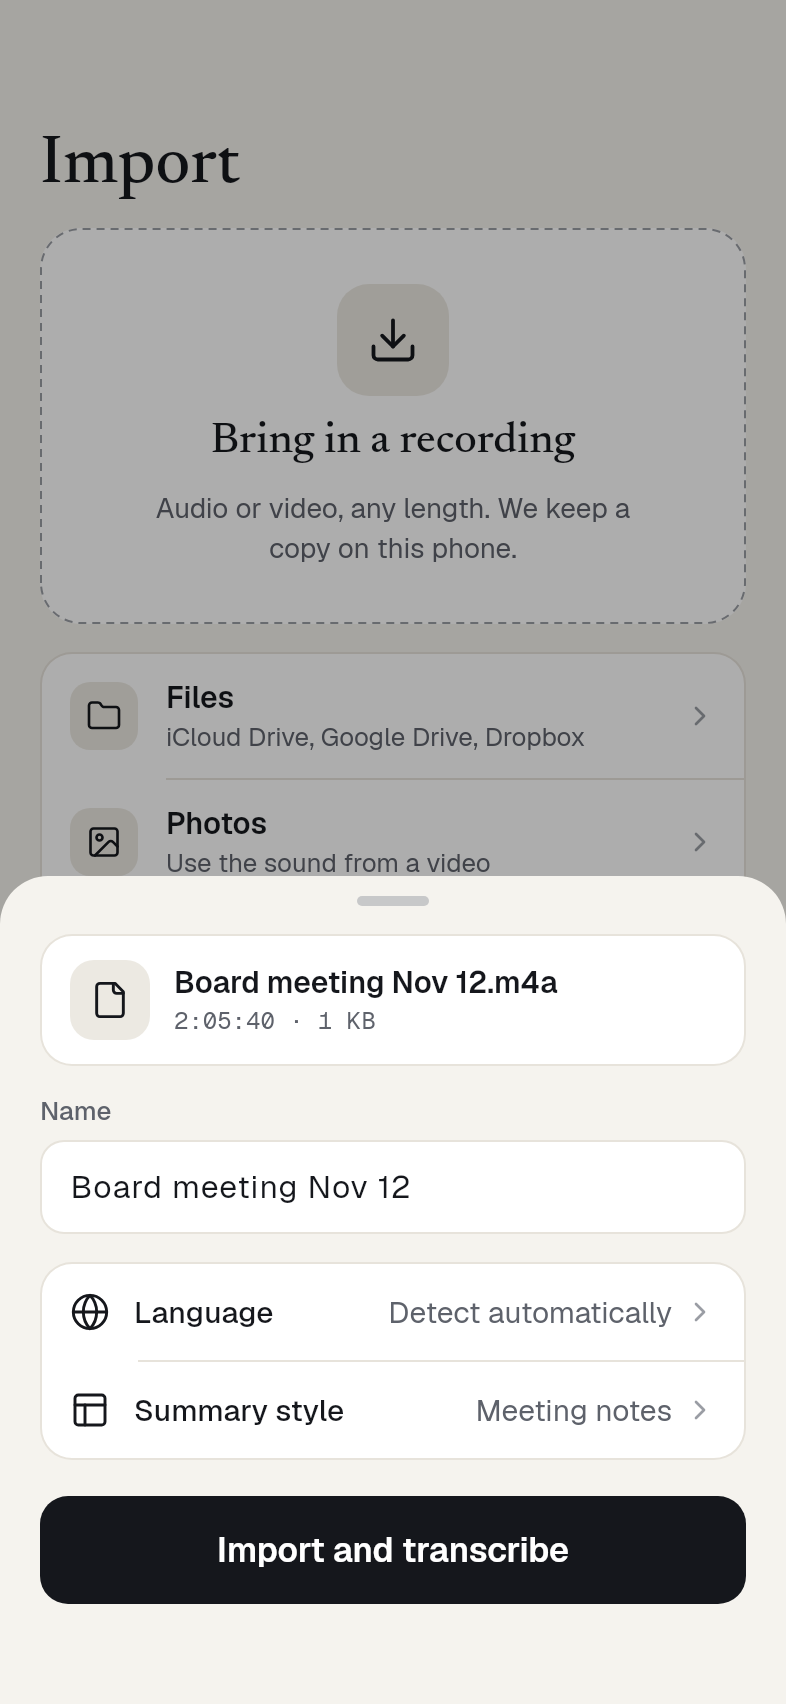 Import
Bring in a recording
Audio or video, any length. We keep a
copy on this phone.
Files
iCloud Drive, Google Drive, Dropbox
Photos
Use the sound from a video
Board meeting Nov 12.m4a
2:05:40 · 1 KB
Name
Board meeting Nov 12
Language Detect automatically
Summary style Meeting notes
Import and transcribe